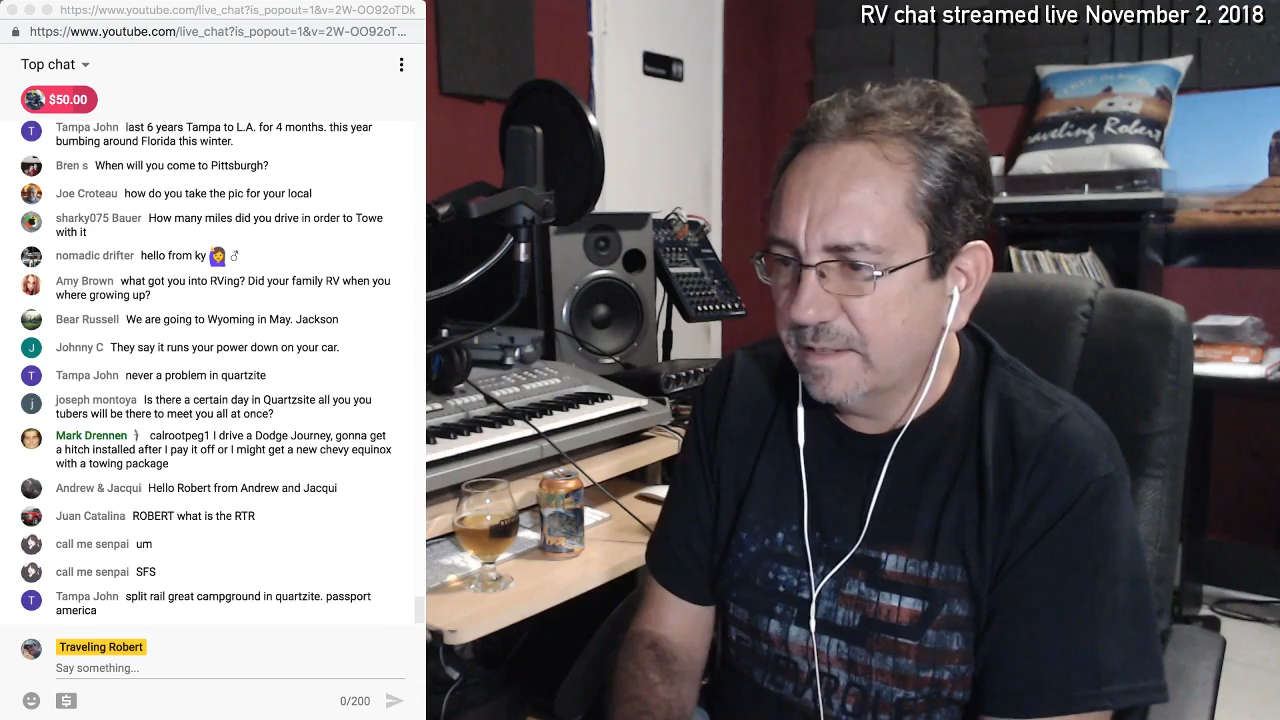 RV chat streamed live November 2, 2018
https://www.youtube.com/live_chat?is_popout=1&v=2W-OO92oTDk
https://www.youtube.com/live_chat?is_popout=1&v=2W-OO92oT...
Top chat
$50.00
Tampa John last 6 years Tampa to L.A. for 4 months. this year
bumbing around Florida this winter.
Bren s When will you come to Pittsburgh?
Joe Croteau how do you take the pic for your local
sharky075 Bauer How many miles did you drive in order to Towe
with it
nomadic drifter hello from ky 🙋♂
Amy Brown what got you into RVing? Did your family RV when you
where growing up?
Bear Russell We are going to Wyoming in May. Jackson
Johnny C They say it runs your power down on your car.
Tampa John never a problem in quartzite
joseph montoya Is there a certain day in Quartzsite all you you
tubers will be there to meet you all at once?
Mark Drennen calrootpeg1 I drive a Dodge Journey, gonna get
a hitch installed after I pay it off or I might get a new chevy equinox
with a towing package
Andrew & Jacqui Hello Robert from Andrew and Jacqui
Juan Catalina ROBERT what is the RTR
call me senpai um
call me senpai SFS
Tampa John split rail great campground in quartzite. passport
america
Traveling Robert
Say something...
0/200
Traveling Robert